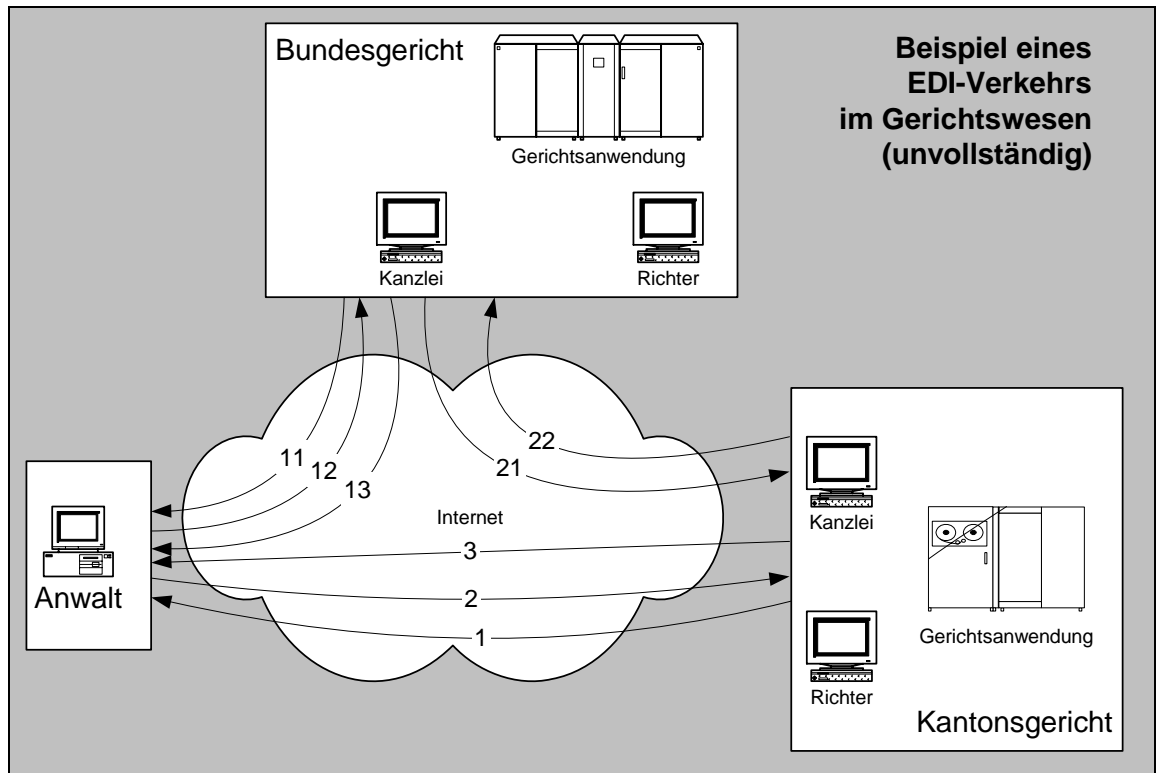 Bundesgericht
Beispiel eines
EDI-Verkehrs
im Gerichtswesen
(unvollständig)
Gerichtsanwendung
Kanzlei
Richter
11
12
13
21
22
Internet
3
2
1
Anwalt
Kanzlei
Gerichtsanwendung
Richter
Kantonsgericht